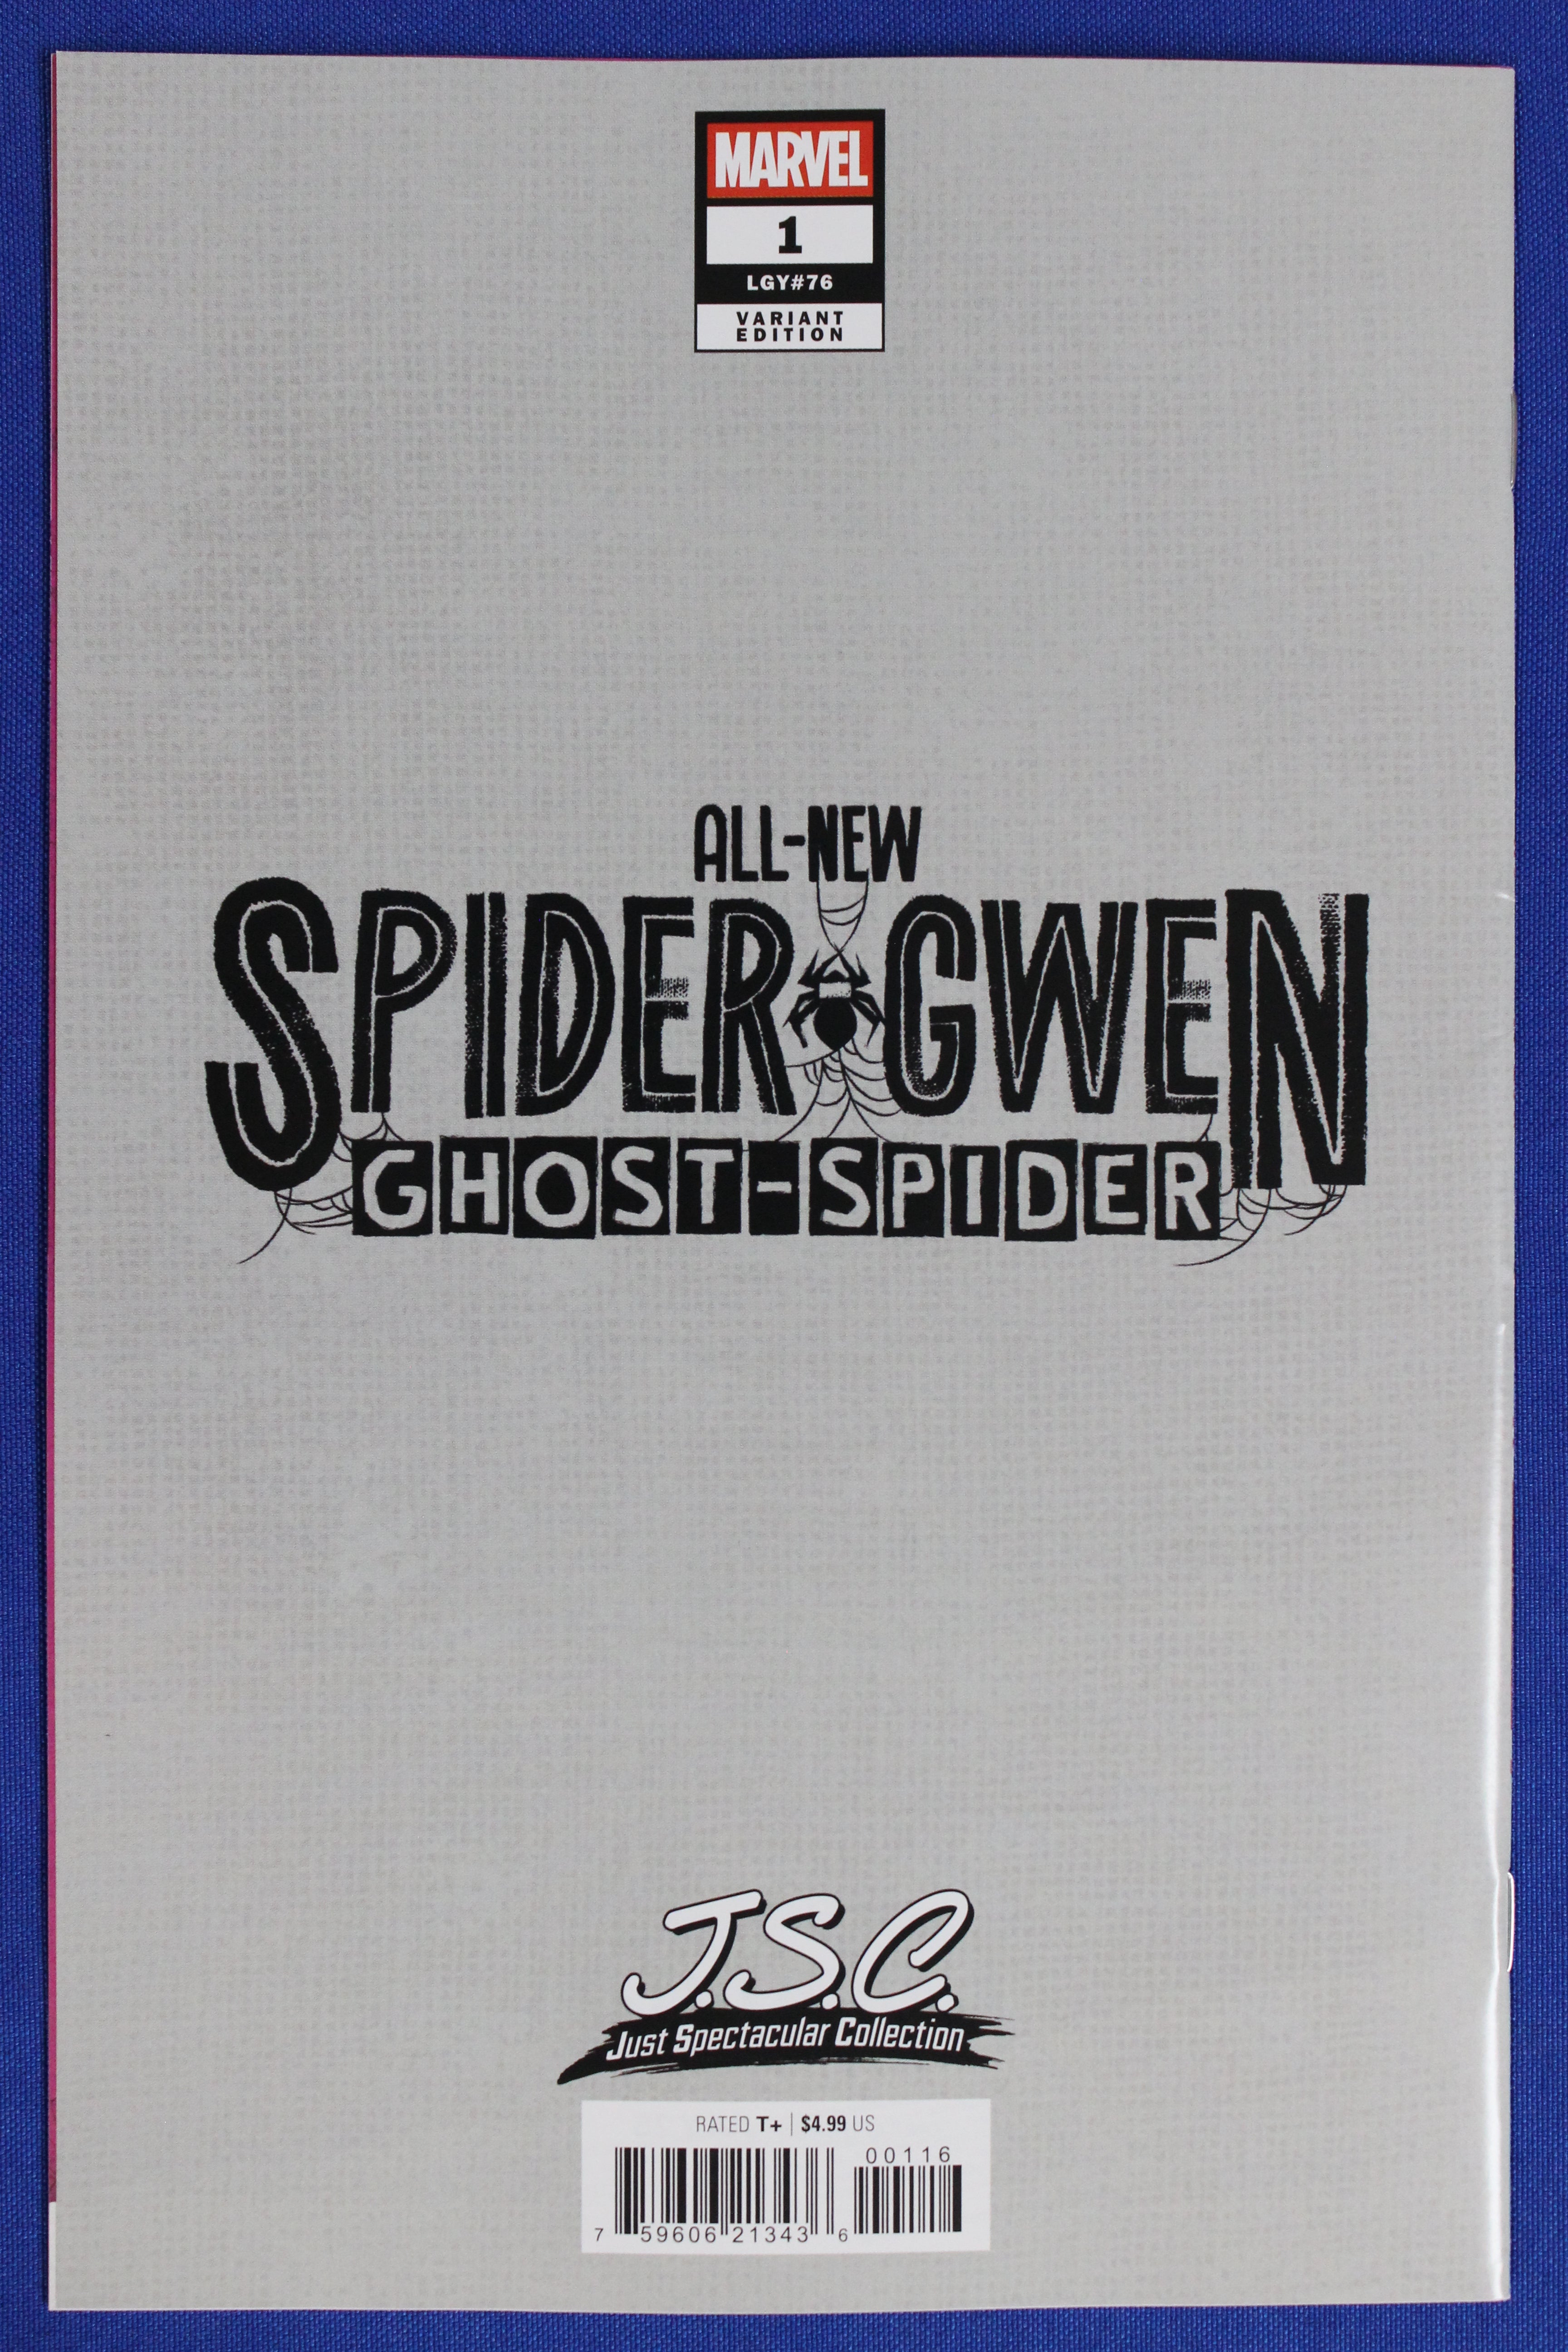 MARVEL
1
LGY#76
VARIANT
EDITION
ALL-NEW
SPIDER GWEN
GHOST-SPIDER
J.S.C.
Just Spectacular Collection
RATED T+ | $4.99 US
00116
7 59606 21343 6